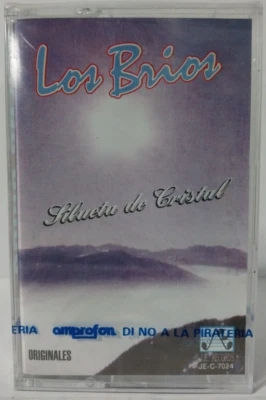 Los Brios
Silueta de Cristal
ERIA amprofon DI NO A LA PIRATERIA
ORIGINALES
JE-C-7024